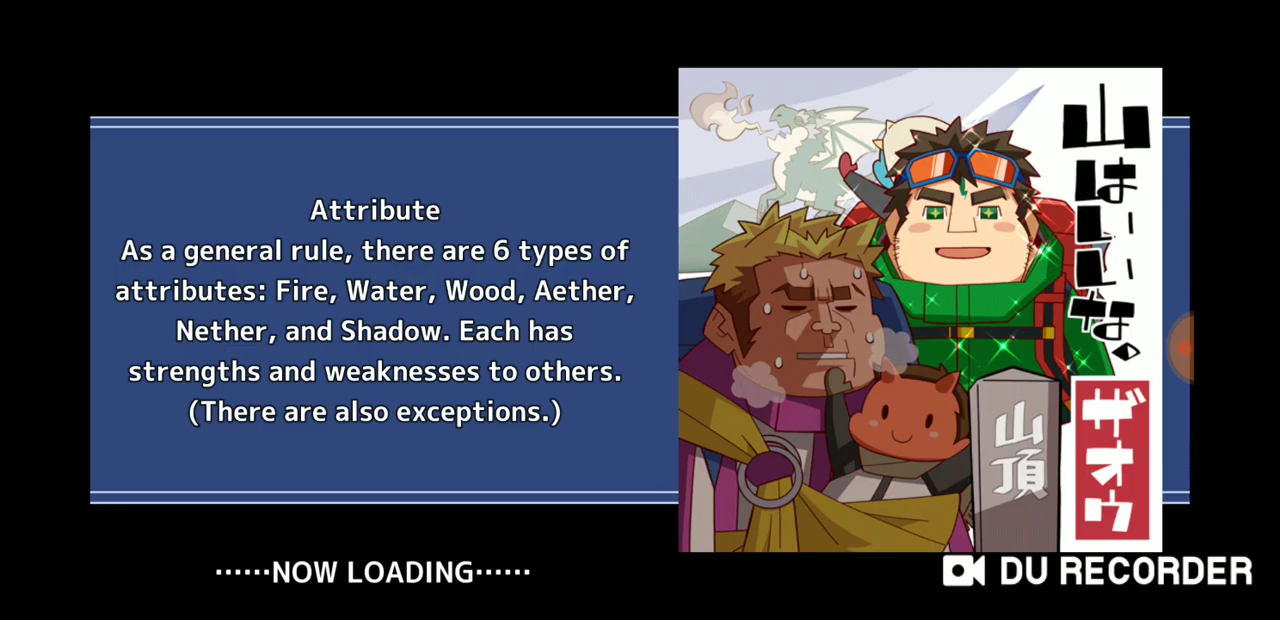 Attribute
As a general rule, there are 6 types of
attributes: Fire, Water, Wood, Aether,
Nether, and Shadow. Each has
strengths and weaknesses to others.
(There are also exceptions.)
山はいいな。
ギオウ
山頂
······NOW LOADING······
DU RECORDER